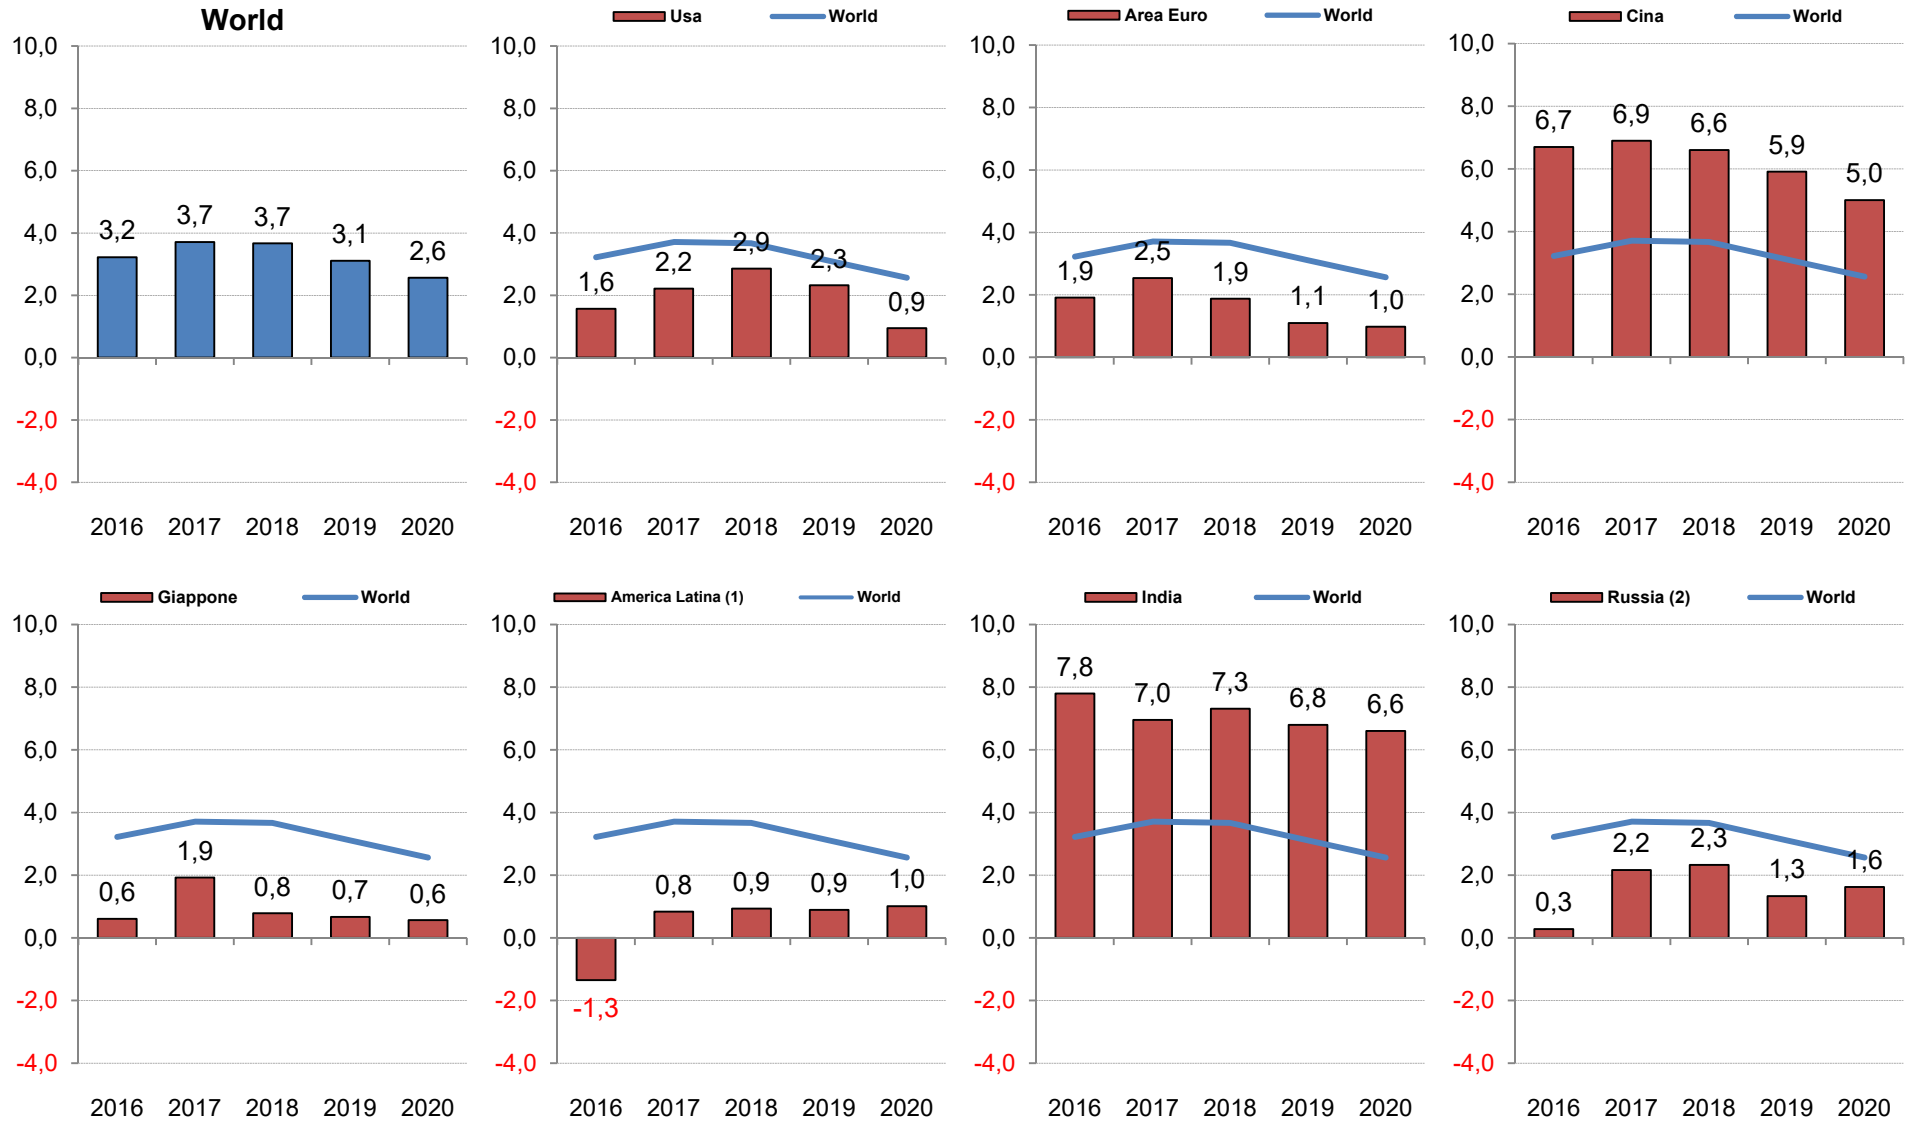 World
10,0
8,0
6,0
4,0
2,0
0,0
-2,0
-4,0
3,2 3,7 3,7 3,1 2,6
2016 2017 2018 2019 2020
Usa World
10,0
8,0
6,0
4,0
2,0
0,0
-2,0
-4,0
1,6 2,2 2,9 2,3 0,9
2016 2017 2018 2019 2020
Area Euro World
10,0
8,0
6,0
4,0
2,0
0,0
-2,0
-4,0
1,9 2,5 1,9 1,1 1,0
2016 2017 2018 2019 2020
Cina World
10,0
8,0
6,0
4,0
2,0
0,0
-2,0
-4,0
6,7 6,9 6,6 5,9 5,0
2016 2017 2018 2019 2020
Giappone World
10,0
8,0
6,0
4,0
2,0
0,0
-2,0
-4,0
0,6 1,9 0,8 0,7 0,6
2016 2017 2018 2019 2020
America Latina (1) World
10,0
8,0
6,0
4,0
2,0
0,0
-2,0
-4,0
-1,3 0,8 0,9 0,9 1,0
2016 2017 2018 2019 2020
India World
10,0
8,0
6,0
4,0
2,0
0,0
-2,0
-4,0
7,8 7,0 7,3 6,8 6,6
2016 2017 2018 2019 2020
Russia (2) World
10,0
8,0
6,0
4,0
2,0
0,0
-2,0
-4,0
0,3 2,2 2,3 1,3 1,6
2016 2017 2018 2019 2020